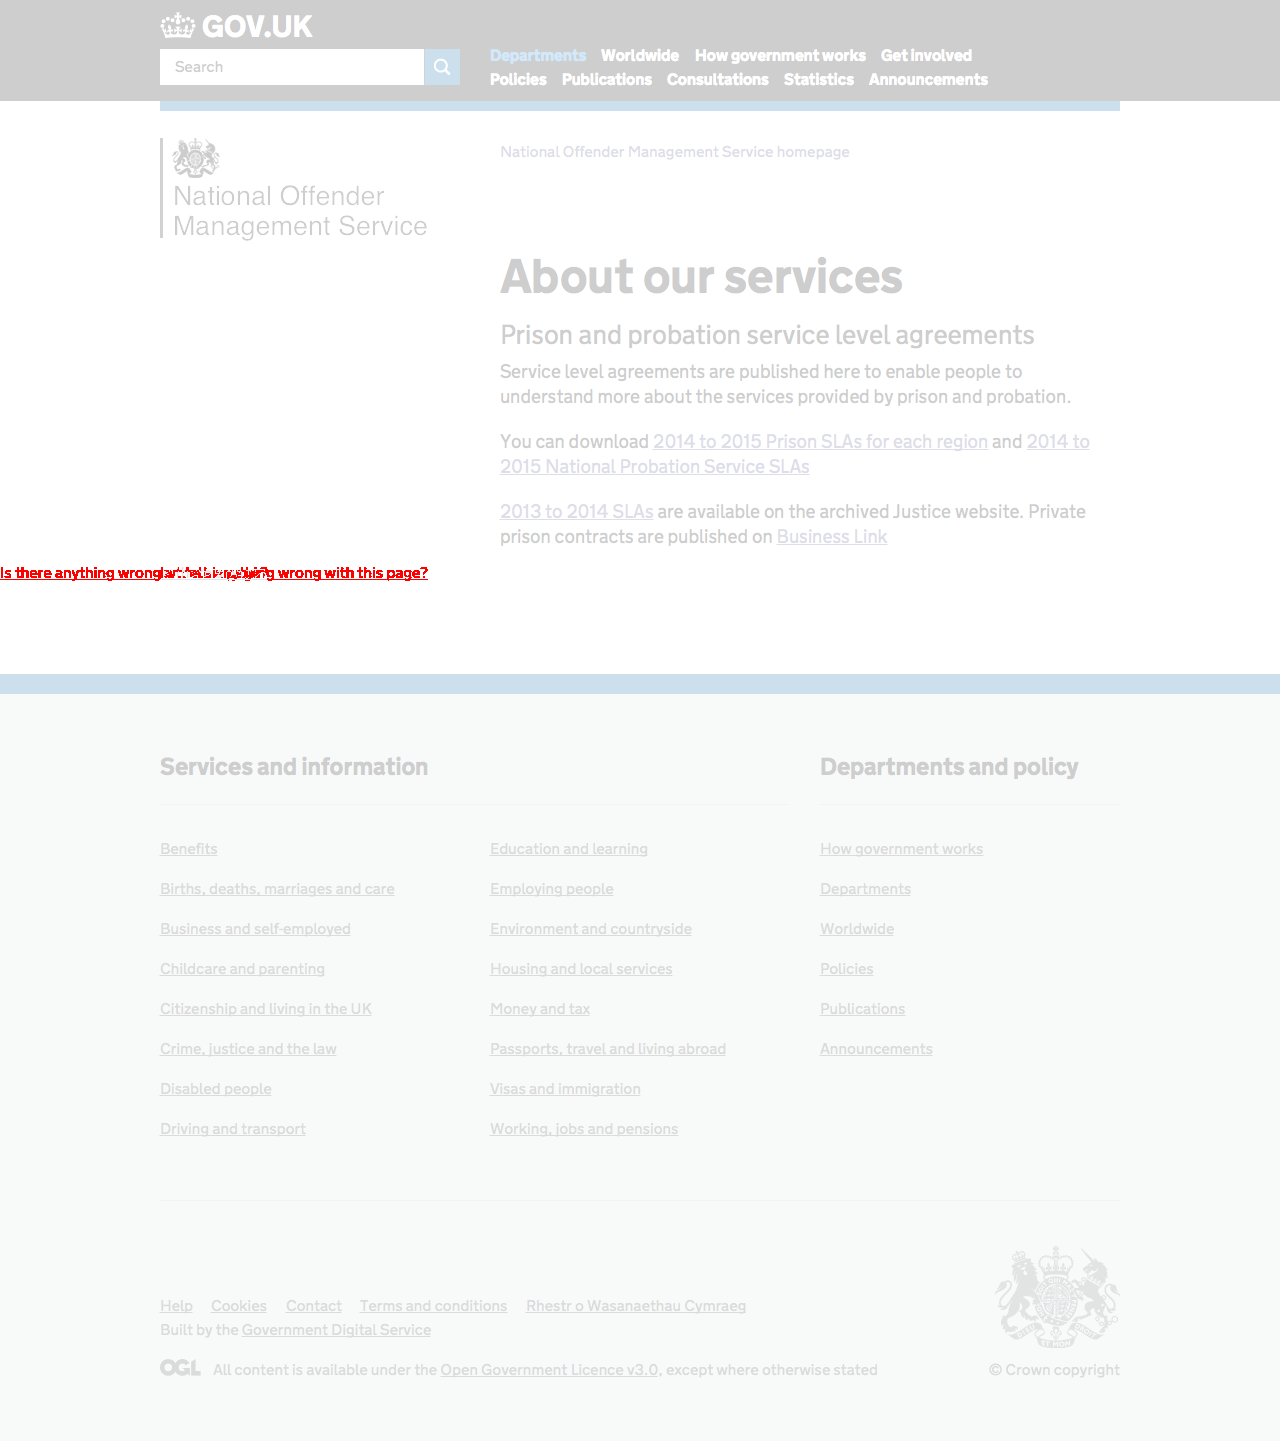 GOV.UK
Search
Departments Worldwide How government works Get involved
Policies Publications Consultations Statistics Announcements
National Offender Management Service homepage
National Offender
Management Service
About our services
Prison and probation service level agreements
Service level agreements are published here to enable people to
understand more about the services provided by prison and probation.
You can download 2014 to 2015 Prison SLAs for each region and 2014 to
2015 National Probation Service SLAs
2013 to 2014 SLAs are available on the archived Justice website. Private
prison contracts are published on Business Link
Is there anything wrong wrong with this page?
Services and information
Benefits
Births, deaths, marriages and care
Business and self-employed
Childcare and parenting
Citizenship and living in the UK
Crime, justice and the law
Disabled people
Driving and transport
Education and learning
Employing people
Environment and countryside
Housing and local services
Money and tax
Passports, travel and living abroad
Visas and immigration
Working, jobs and pensions
Departments and policy
How government works
Departments
Worldwide
Policies
Publications
Announcements
Help Cookies Contact Terms and conditions Rhestr o Wasanaethau Cymraeg
Built by the Government Digital Service
OGL All content is available under the Open Government Licence v3.0, except where otherwise stated
© Crown copyright